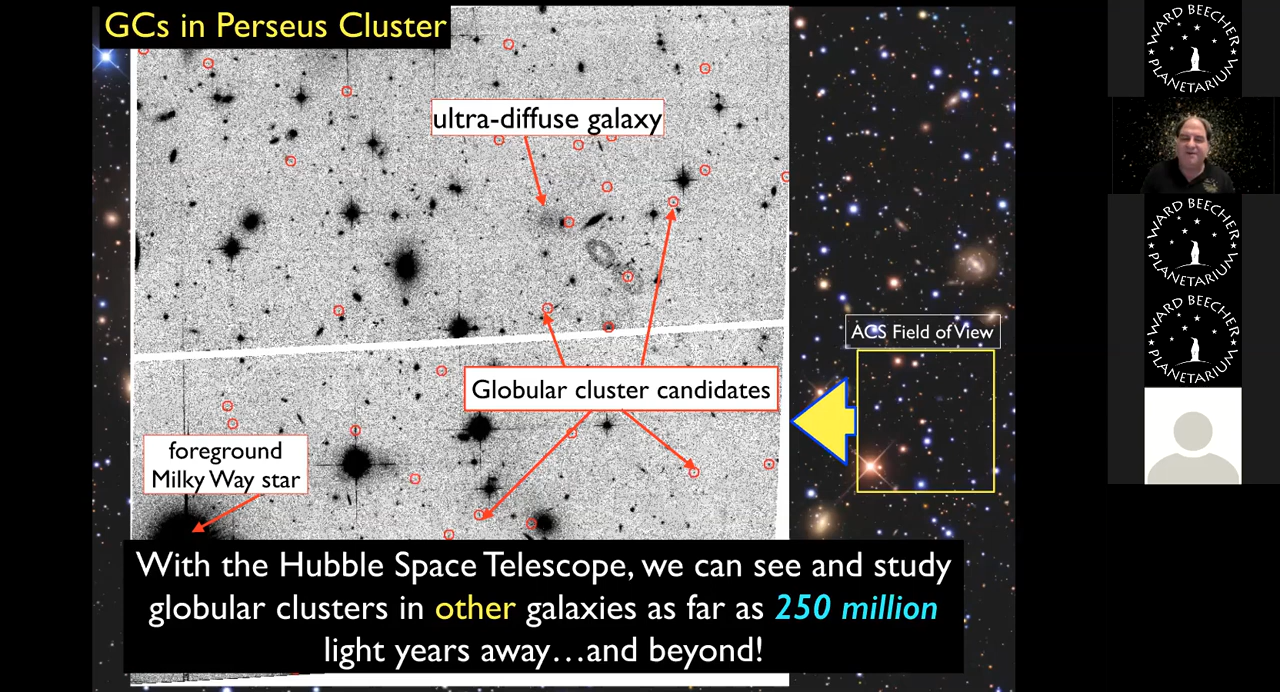 GCs in Perseus Cluster
ultra-diffuse galaxy
ACS Field of View
Globular cluster candidates
foreground
Milky Way star
With the Hubble Space Telescope, we can see and study
globular clusters in other galaxies as far as 250 million
light years away...and beyond!
WARD BEECHER
PLANETARIUM
WARD BEECHER
PLANETARIUM
WARD BEECHER
PLANETARIUM